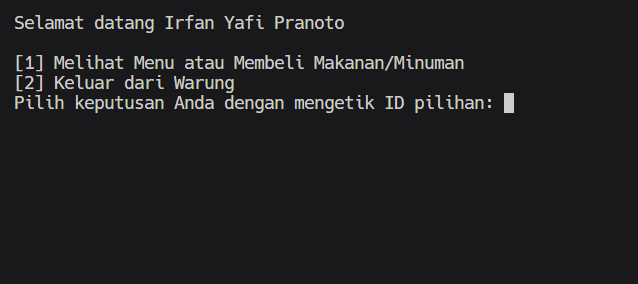 Selamat datang Irfan Yafi Pranoto
[1] Melihat Menu atau Membeli Makanan/Minuman
[2] Keluar dari Warung
Pilih keputusan Anda dengan mengetik ID pilihan: